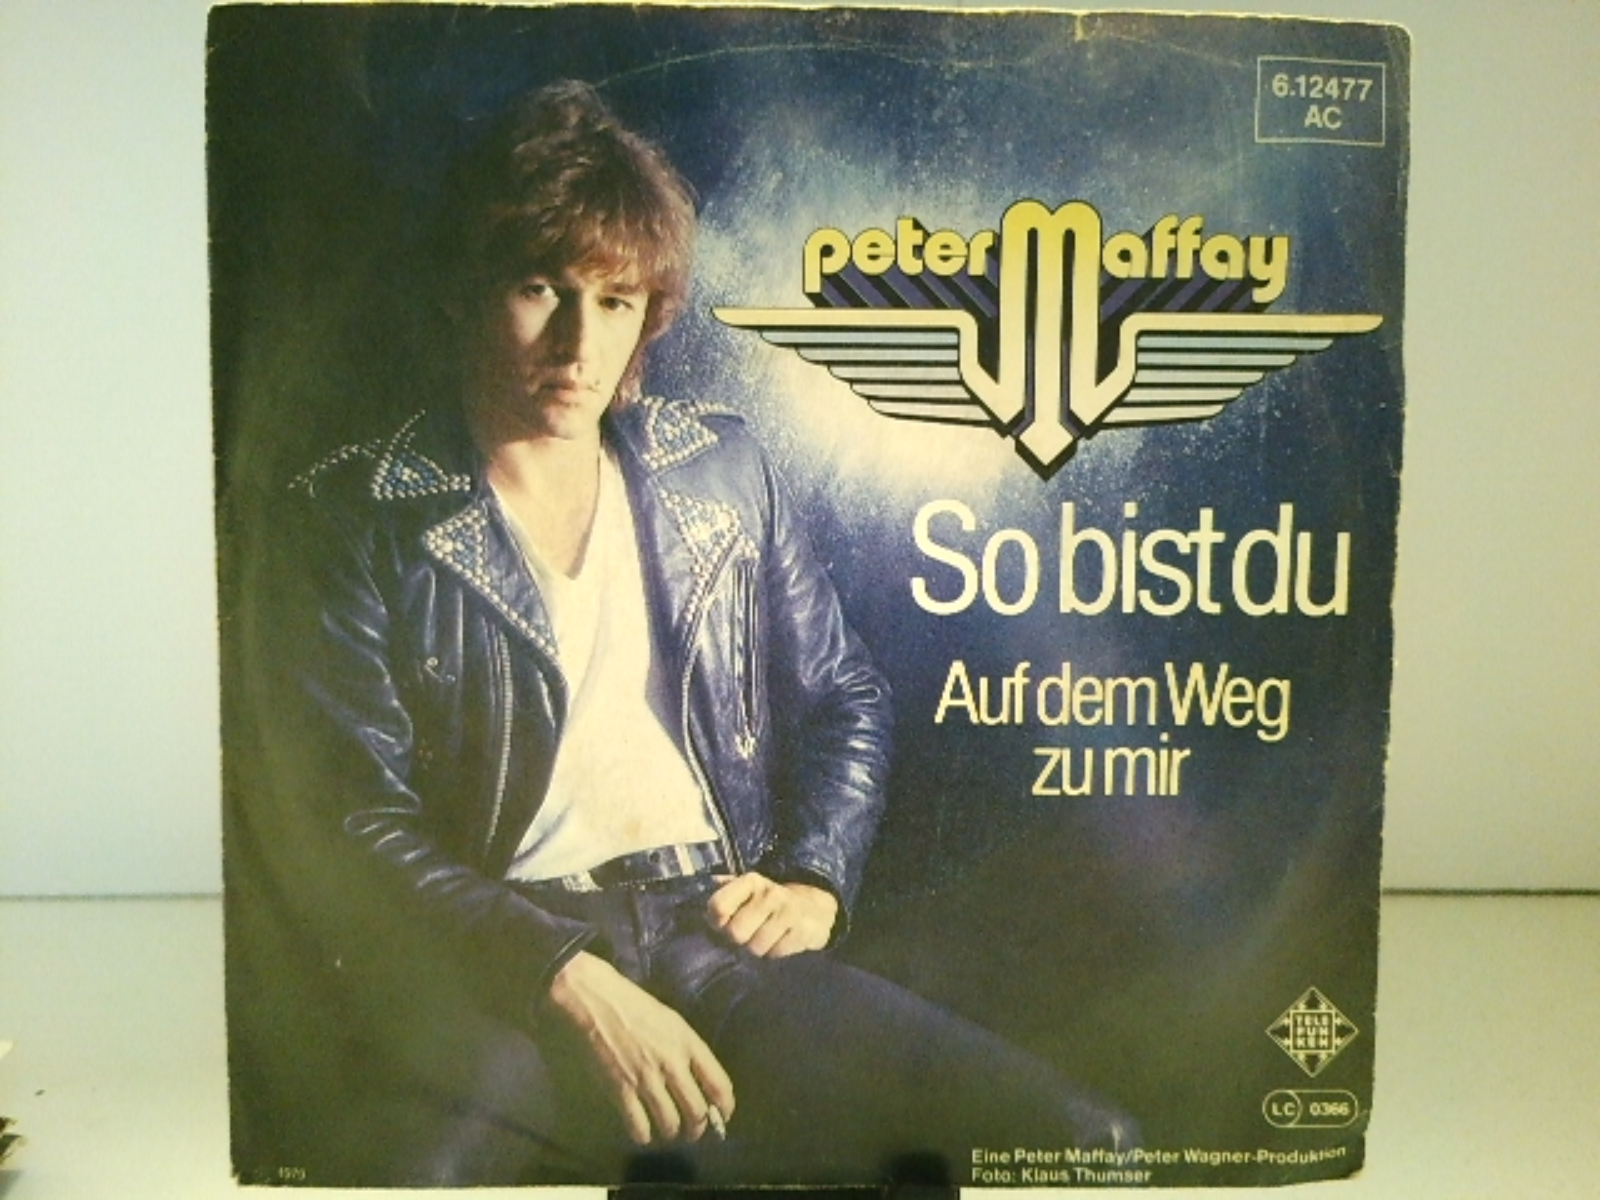 6.12477
AC
peter Maffay
So bist du
Auf dem Weg
zu mir
TELE
FUN
KEN
LC 0366
Eine Peter Maffay/Peter Wagner-Produktion
Foto: Klaus Thumser